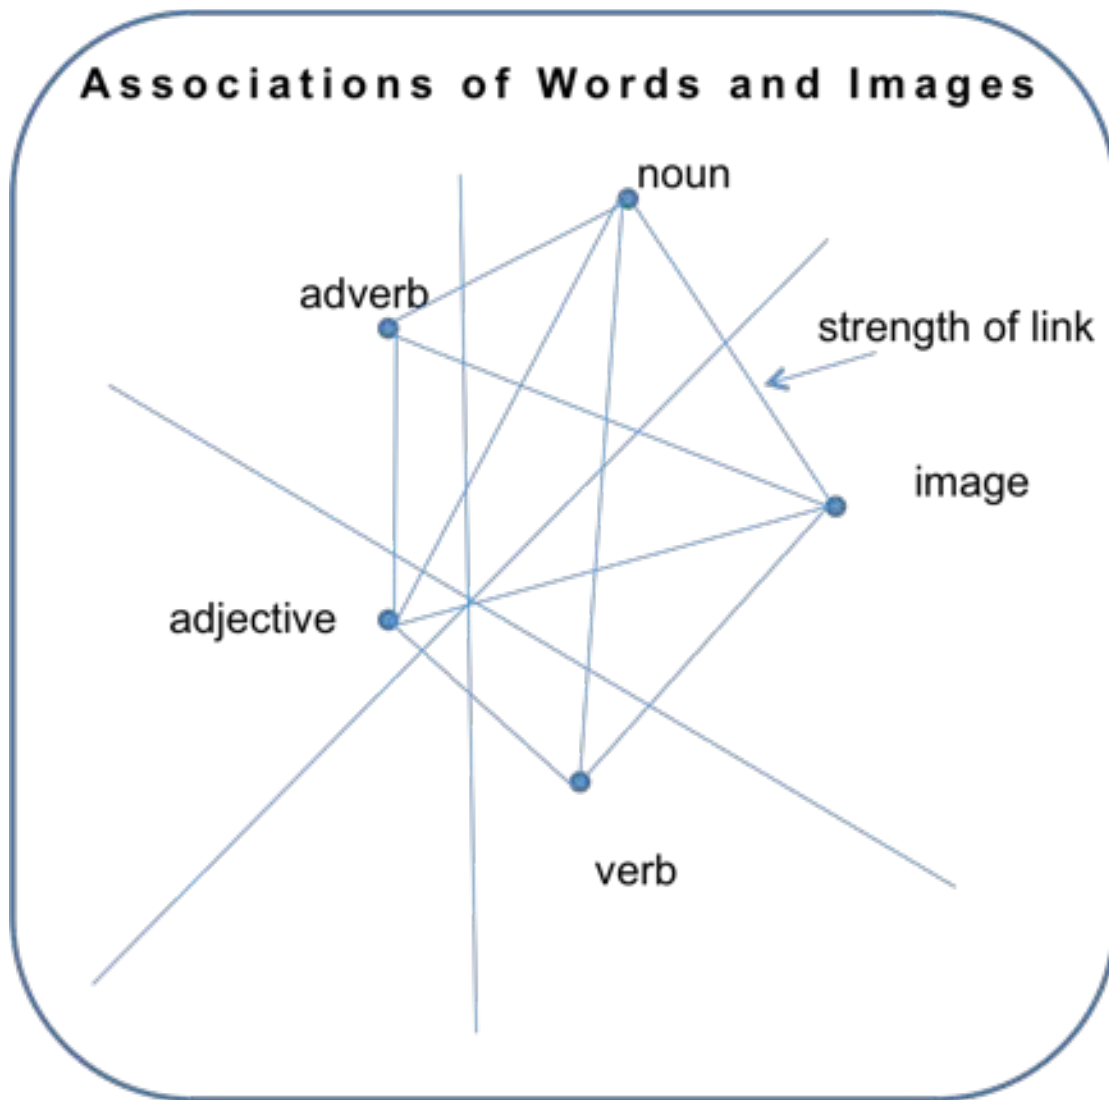 Associations of Words and Images
noun
adverb
strength of link
image
adjective
verb